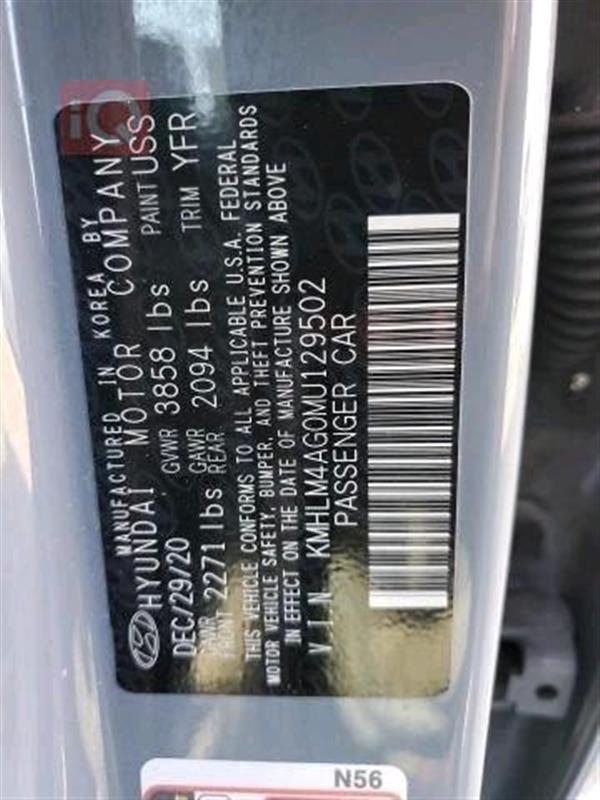 iQ
MANUFACTURED IN KOREA BY
HYUNDAI MOTOR COMPANY
DEC/29/20 GVWR 3858 lbs PAINT USS
GAWR FRONT 2271 lbs GAWR REAR 2094 lbs TRIM YFR
THIS VEHICLE CONFORMS TO ALL APPLICABLE U.S.A. FEDERAL
MOTOR VEHICLE SAFETY, BUMPER, AND THEFT PREVENTION STANDARDS
IN EFFECT ON THE DATE OF MANUFACTURE SHOWN ABOVE
V I N KMHLM4AG0MU129502
PASSENGER CAR
N56